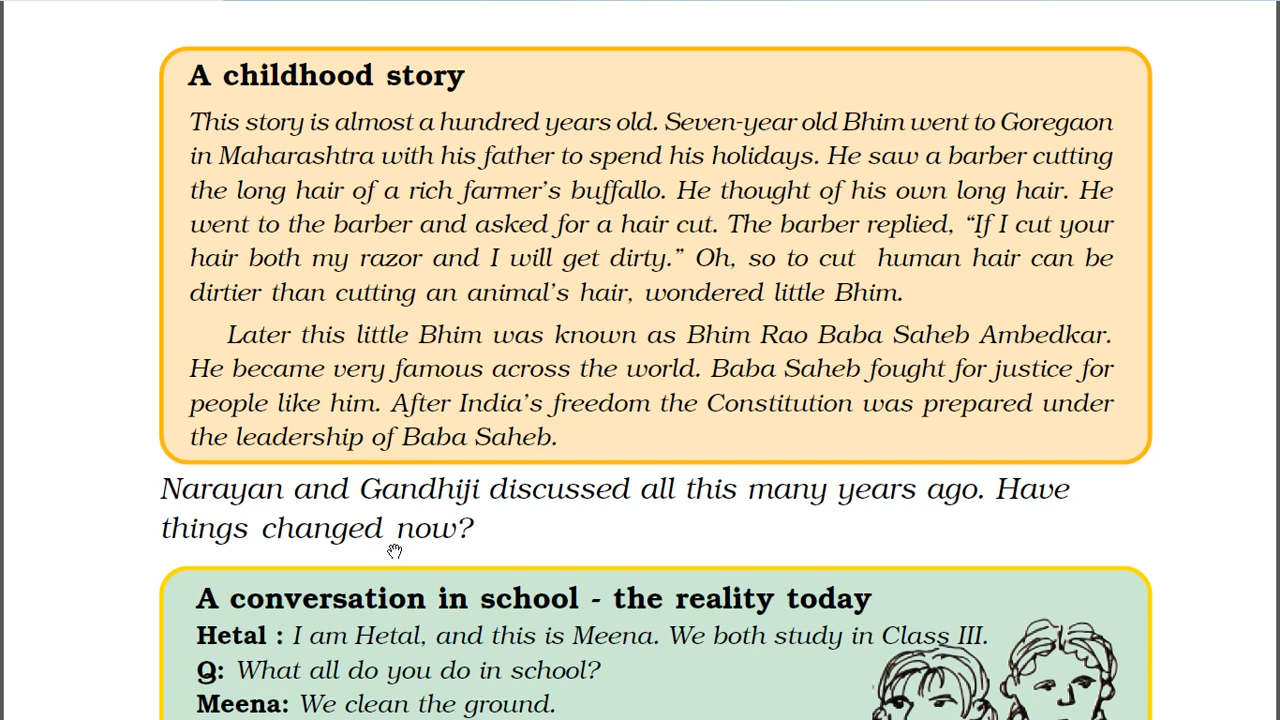 A childhood story
This story is almost a hundred years old. Seven-year old Bhim went to Goregaon
in Maharashtra with his father to spend his holidays. He saw a barber cutting
the long hair of a rich farmer's buffallo. He thought of his own long hair. He
went to the barber and asked for a hair cut. The barber replied, “If I cut your
hair both my razor and I will get dirty.” Oh, so to cut human hair can be
dirtier than cutting an animal's hair, wondered little Bhim.
Later this little Bhim was known as Bhim Rao Baba Saheb Ambedkar.
He became very famous across the world. Baba Saheb fought for justice for
people like him. After India's freedom the Constitution was prepared under
the leadership of Baba Saheb.
Narayan and Gandhiji discussed all this many years ago. Have
things changed now?
A conversation in school - the reality today
Hetal : I am Hetal, and this is Meena. We both study in Class III.
Q: What all do you do in school?
Meena: We clean the ground.